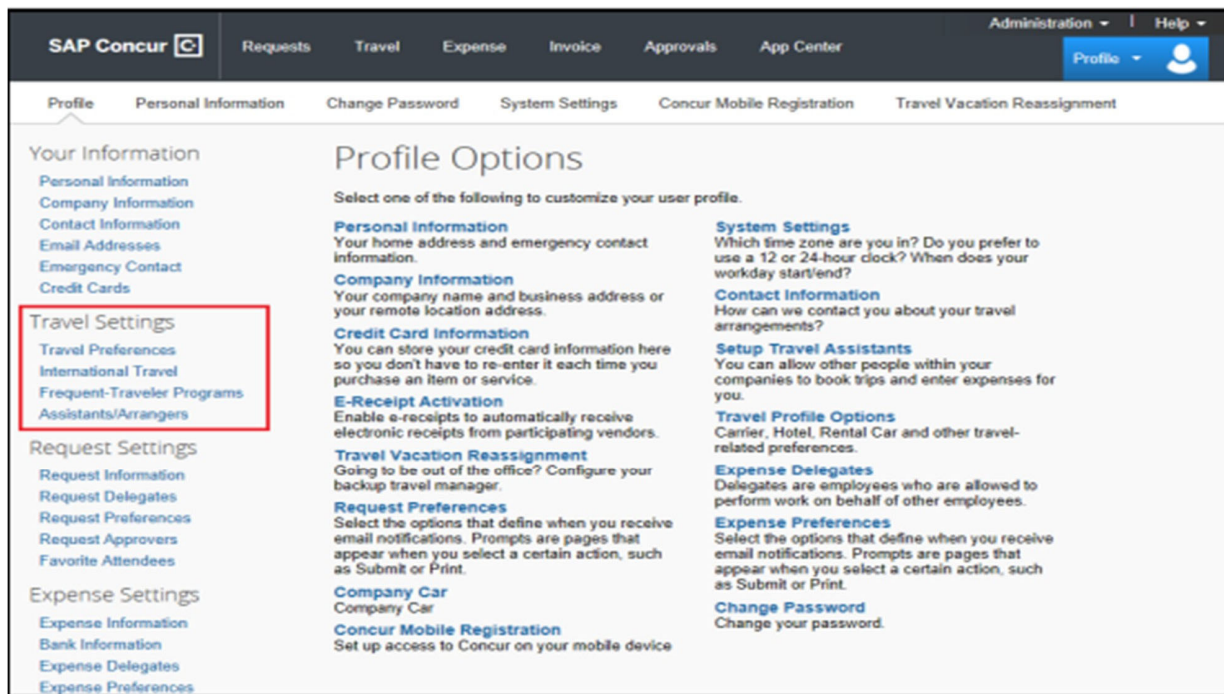 Administration | Help
SAP Concur C Requests Travel Expense Invoice Approvals App Center
Profile
Profile Personal Information Change Password System Settings Concur Mobile Registration Travel Vacation Reassignment
Your Information
Personal Information
Company Information
Contact Information
Email Addresses
Emergency Contact
Credit Cards
Travel Settings
Travel Preferences
International Travel
Frequent-Traveler Programs
Assistants/Arrangers
Request Settings
Request Information
Request Delegates
Request Preferences
Request Approvers
Favorite Attendees
Expense Settings
Expense Information
Bank Information
Expense Delegates
Expense Preferences
Profile Options
Select one of the following to customize your user profile.
Personal Information
Your home address and emergency contact
information.
Company Information
Your company name and business address or
your remote location address.
Credit Card Information
You can store your credit card information here
so you don't have to re-enter it each time you
purchase an item or service.
E-Receipt Activation
Enable e-receipts to automatically receive
electronic receipts from participating vendors.
Travel Vacation Reassignment
Going to be out of the office? Configure your
backup travel manager.
Request Preferences
Select the options that define when you receive
email notifications. Prompts are pages that
appear when you select a certain action, such
as Submit or Print.
Company Car
Company Car
Concur Mobile Registration
Set up access to Concur on your mobile device
System Settings
Which time zone are you in? Do you prefer to
use a 12 or 24-hour clock? When does your
workday start/end?
Contact Information
How can we contact you about your travel
arrangements?
Setup Travel Assistants
You can allow other people within your
companies to book trips and enter expenses for
you.
Travel Profile Options
Carrier, Hotel, Rental Car and other travel-
related preferences.
Expense Delegates
Delegates are employees who are allowed to
perform work on behalf of other employees.
Expense Preferences
Select the options that define when you receive
email notifications. Prompts are pages that
appear when you select a certain action, such
as Submit or Print.
Change Password
Change your password.